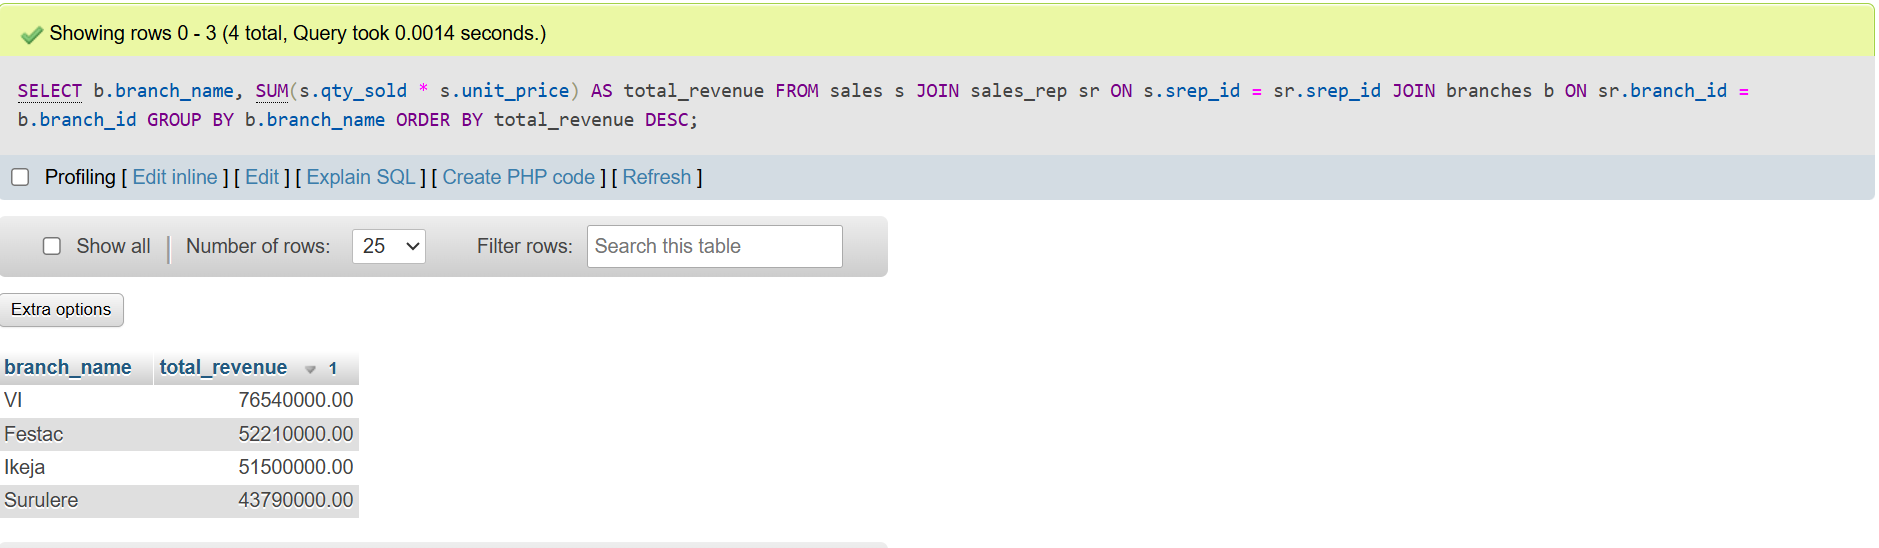 Showing rows 0 - 3 (4 total, Query took 0.0014 seconds.)
SELECT b.branch_name, SUM(s.qty_sold * s.unit_price) AS total_revenue FROM sales s JOIN sales_rep sr ON s.srep_id = sr.srep_id JOIN branches b ON sr.branch_id =
b.branch_id GROUP BY b.branch_name ORDER BY total_revenue DESC;
Profiling [ Edit inline ] [ Edit ] [ Explain SQL ] [ Create PHP code ] [ Refresh ]
Show all | Number of rows: 25 Filter rows: Search this table
Extra options
branch_name total_revenue 1
VI 76540000.00
Festac 52210000.00
Ikeja 51500000.00
Surulere 43790000.00